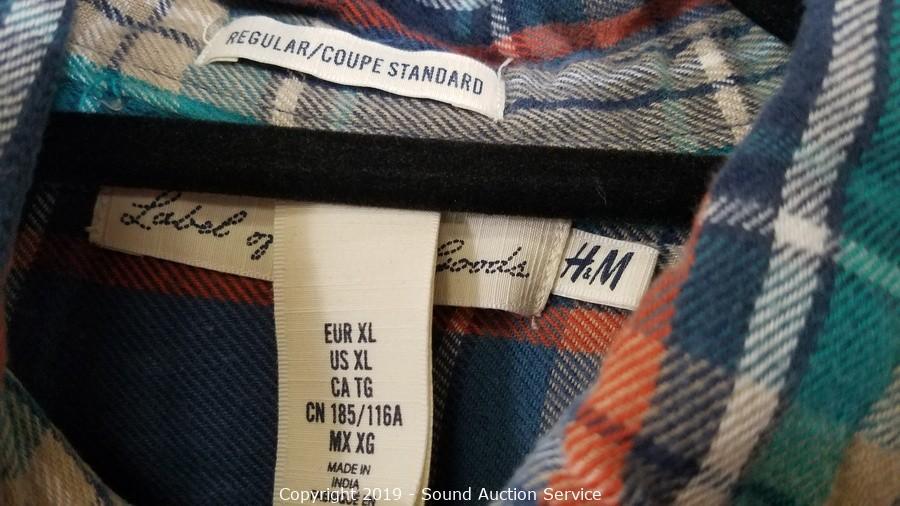 REGULAR/COUPE STANDARD
Label of
Goods
H&M
EUR XL
US XL
CA TG
CN 185/116A
MX XG
MADE IN
INDIA
Copyright 2019 - Sound Auction Service